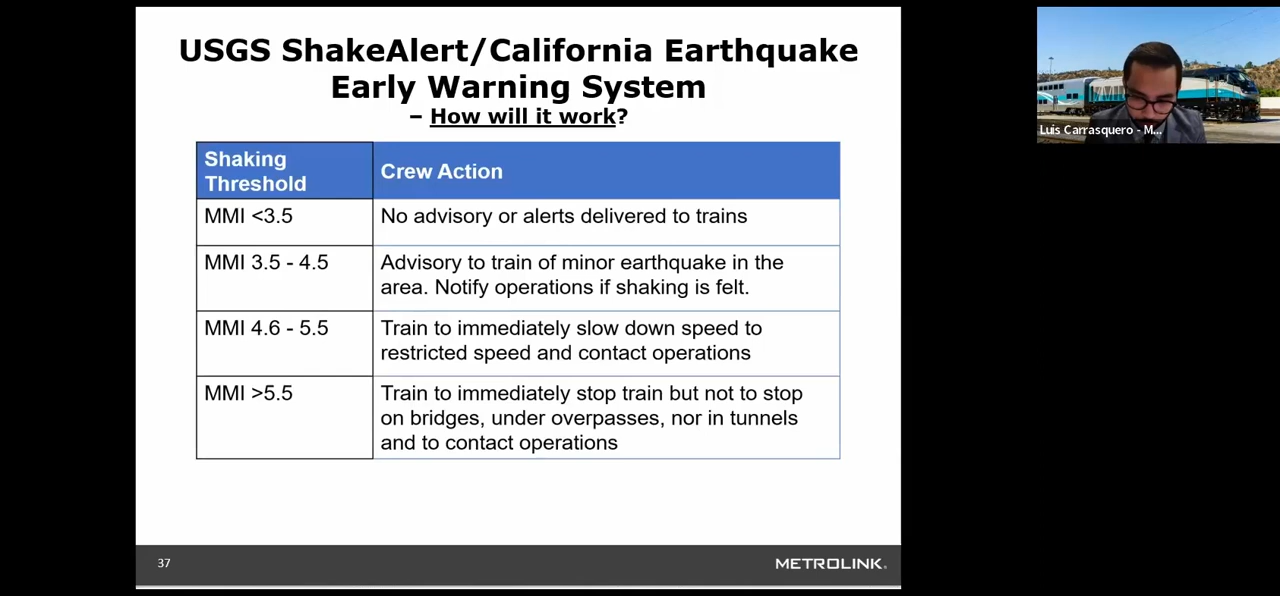 USGS ShakeAlert/California Earthquake
Early Warning System
– How will it work?
Shaking
Threshold
Crew Action
MMI <3.5
No advisory or alerts delivered to trains
MMI 3.5 - 4.5
Advisory to train of minor earthquake in the
area. Notify operations if shaking is felt.
MMI 4.6 - 5.5
Train to immediately slow down speed to
restricted speed and contact operations
MMI >5.5
Train to immediately stop train but not to stop
on bridges, under overpasses, nor in tunnels
and to contact operations
37
METROLINK.
Luis Carrasquero - M...